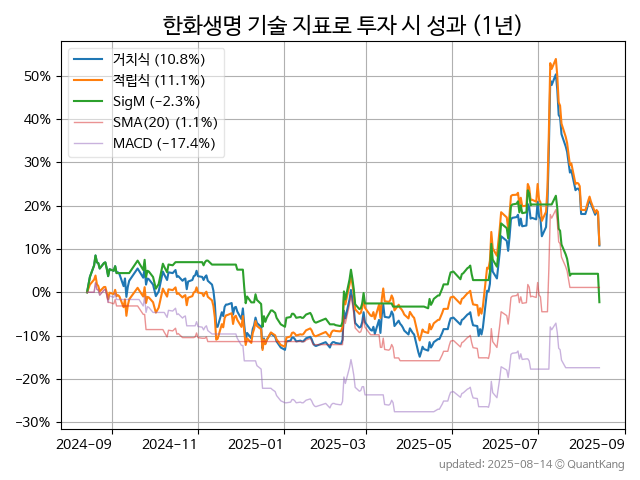 한화생명 기술 지표로 투자 시 성과 (1년)
거치식 (10.8%)
적립식 (11.1%)
SigM (−2.3%)
SMA(20) (1.1%)
MACD (−17.4%)
50%
40%
30%
20%
10%
0%
−10%
−20%
−30%
2024-09 2024-11 2025-01 2025-03 2025-05 2025-07 2025-09
updated: 2025-08-14 © QuantKang